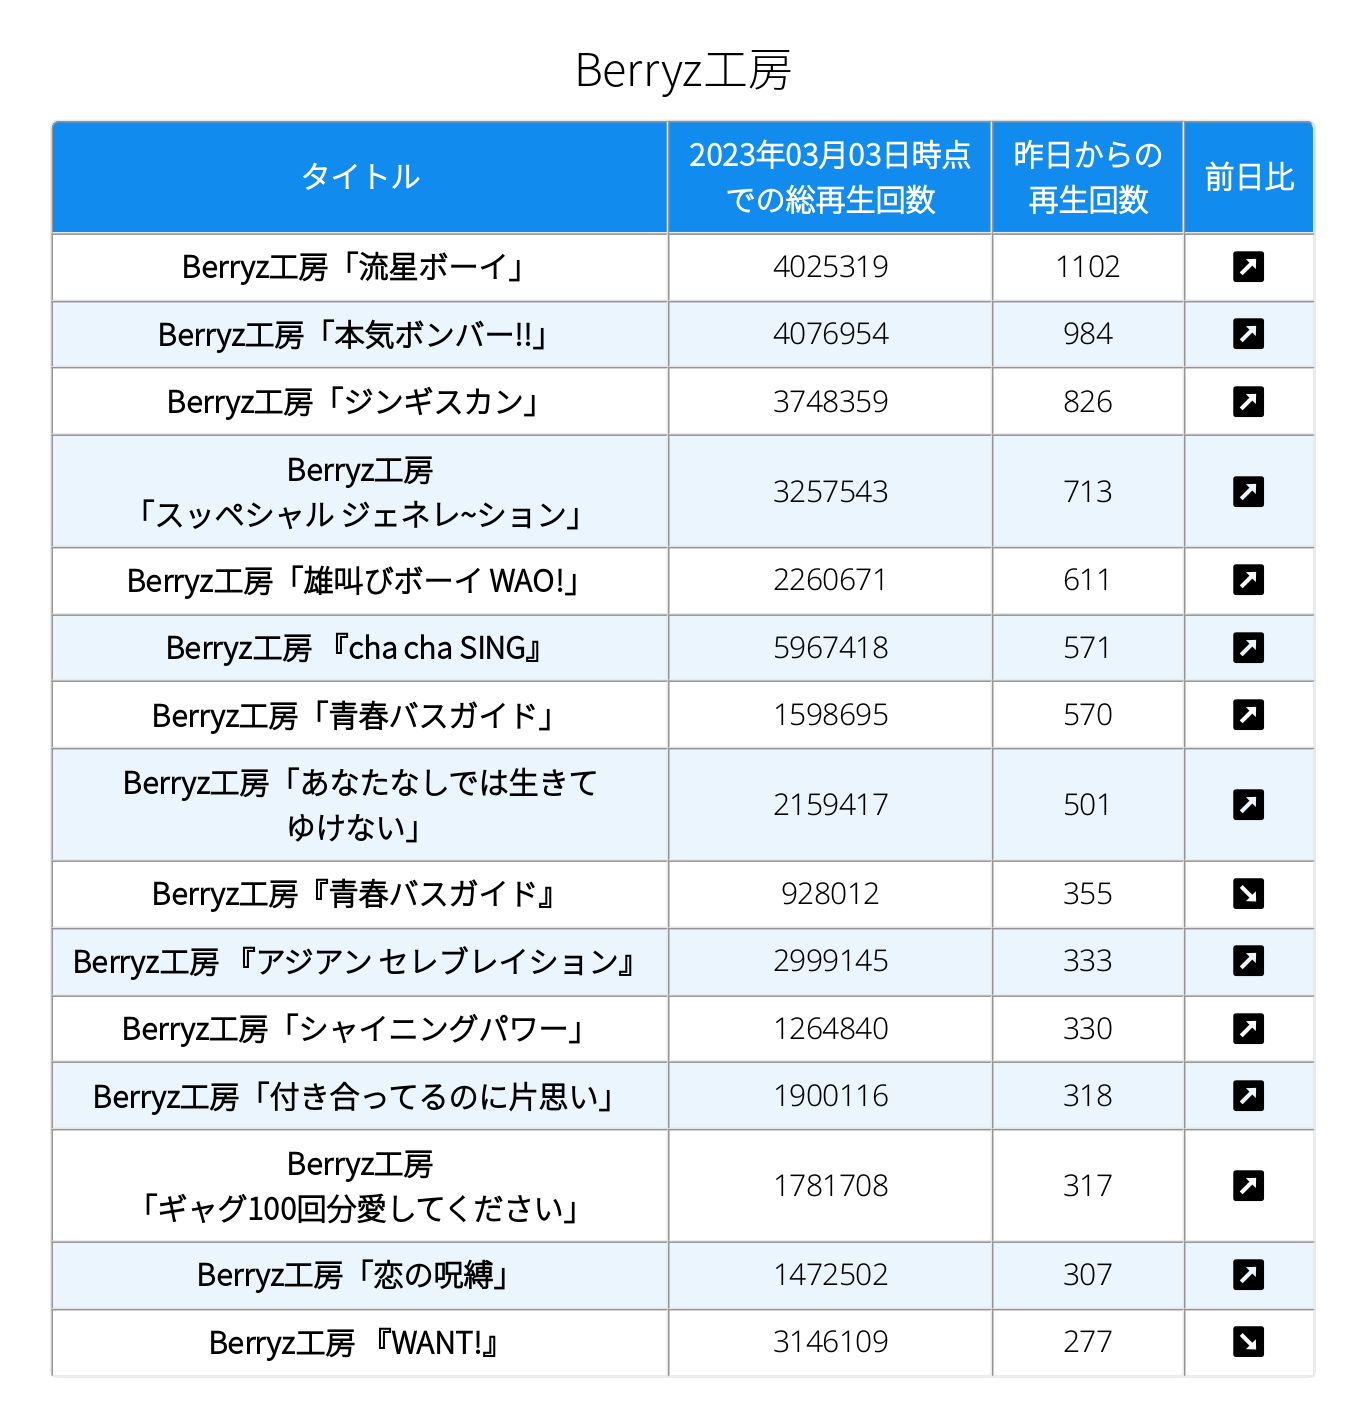 Berryz工房
タイトル
2023年03月03日時点
での総再生回数
昨日からの
再生回数
前日比
Berryz工房「流星ボーイ」 4025319 1102
Berryz工房「本気ボンバー!!」 4076954 984
Berryz工房「ジンギスカン」 3748359 826
Berryz工房
「スッペシャル ジェネレ~ション」 3257543 713
Berryz工房「雄叫びボーイ WAO!」 2260671 611
Berryz工房 『cha cha SING』 5967418 571
Berryz工房「青春バスガイド」 1598695 570
Berryz工房「あなたなしでは生きて
ゆけない」 2159417 501
Berryz工房『青春バスガイド』 928012 355
Berryz工房 『アジアン セレブレイション』 2999145 333
Berryz工房「シャイニングパワー」 1264840 330
Berryz工房「付き合ってるのに片思い」 1900116 318
Berryz工房
「ギャグ100回分愛してください」 1781708 317
Berryz工房「恋の呪縛」 1472502 307
Berryz工房 『WANT!』 3146109 277